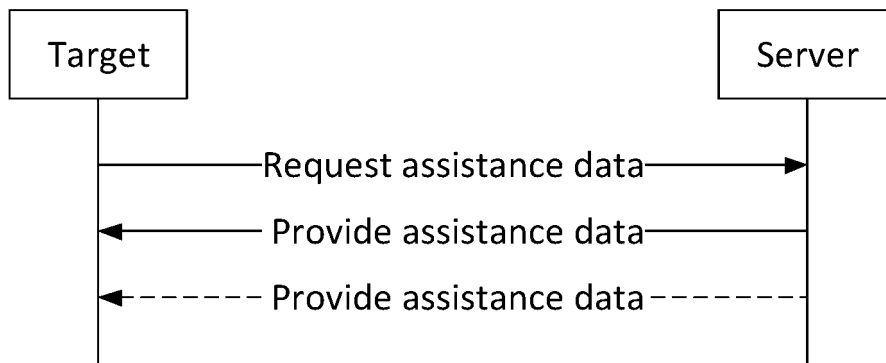 Target
Server
Request assistance data
Provide assistance data
Provide assistance data